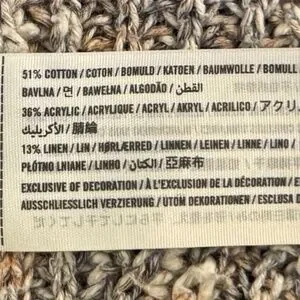 51% COTTON / COTON / BOMULD / KATOEN / BAUMWOLLE / BOMULL
BAVLNA / 면 / BAWEŁNA / ALGODÃO / القطن /
36% ACRYLIC / ACRYLIQUE / ACRYL / AKRYL / ACRILICO / アクリ
الأكريليك / 腈綸
13% LINEN / LIN / HØRLÆRRED / LINNEN / LEINEN / LINNE / LINO /
PŁÓTNO LNIANE / LINHO / الكتان / 亞麻布
EXCLUSIVE OF DECORATION / À L'EXCLUSION DE LA DÉCORATION /
AUSSCHLIESSLICH VERZIERUNG / UTOM DEKORATIONEN / ESCLUSA D